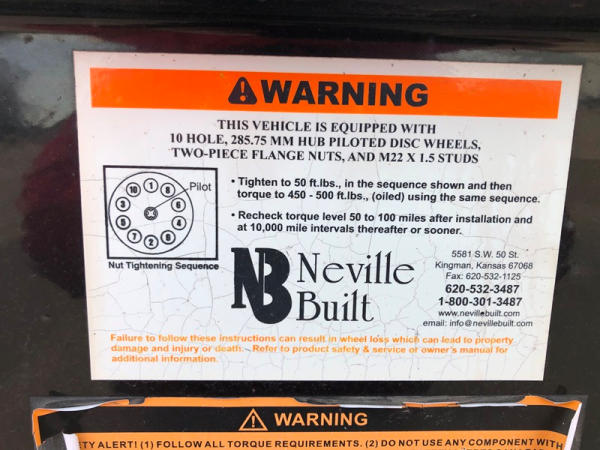 WARNING
THIS VEHICLE IS EQUIPPED WITH
10 HOLE, 285.75 MM HUB PILOTED DISC WHEELS,
TWO-PIECE FLANGE NUTS, AND M22 X 1.5 STUDS
10 1 8
3 Pilot 6
5 4
7 2 9
Nut Tightening Sequence
• Tighten to 50 ft.lbs., in the sequence shown and then
torque to 450 - 500 ft.lbs., (oiled) using the same sequence.
• Recheck torque level 50 to 100 miles after installation and
at 10,000 mile intervals thereafter or sooner.
NB Neville
Built
5581 S.W. 50 St.
Kingman, Kansas 67068
Fax: 620-532-1125
620-532-3487
1-800-301-3487
www.nevillebuilt.com
email: info@nevillebuilt.com
Failure to follow these instructions can result in wheel loss which can lead to property
damage and injury or death. Refer to product safety & service or owner's manual for
additional information.
WARNING
TY ALERT! (1) FOLLOW ALL TORQUE REQUIREMENTS. (2) DO NOT USE ANY COMPONENT WITH